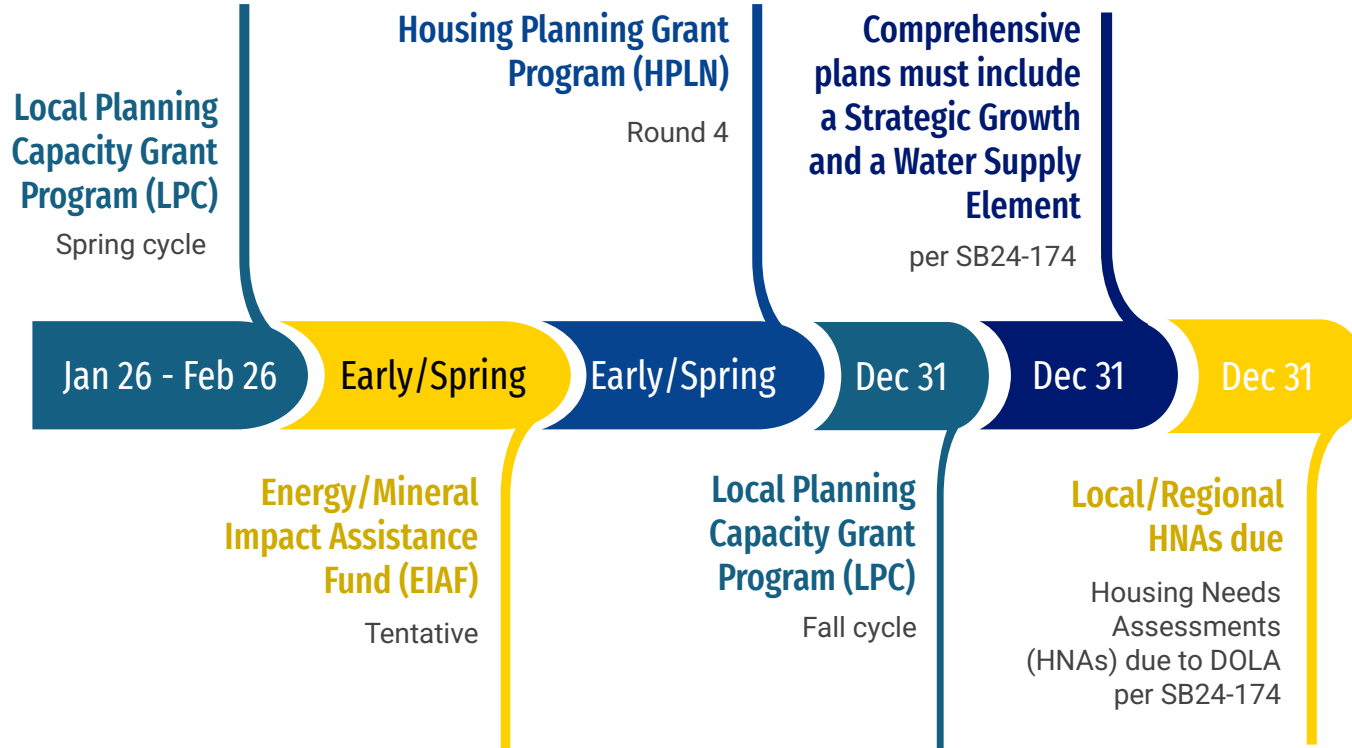 Local Planning
Capacity Grant
Program (LPC)
Spring cycle
Housing Planning Grant
Program (HPLN)
Round 4
Comprehensive
plans must include
a Strategic Growth
and a Water Supply
Element
per SB24-174
Jan 26 - Feb 26
Early/Spring
Early/Spring
Dec 31
Dec 31
Dec 31
Energy/Mineral
Impact Assistance
Fund (EIAF)
Tentative
Local Planning
Capacity Grant
Program (LPC)
Fall cycle
Local/Regional
HNAs due
Housing Needs
Assessments
(HNAs) due to DOLA
per SB24-174